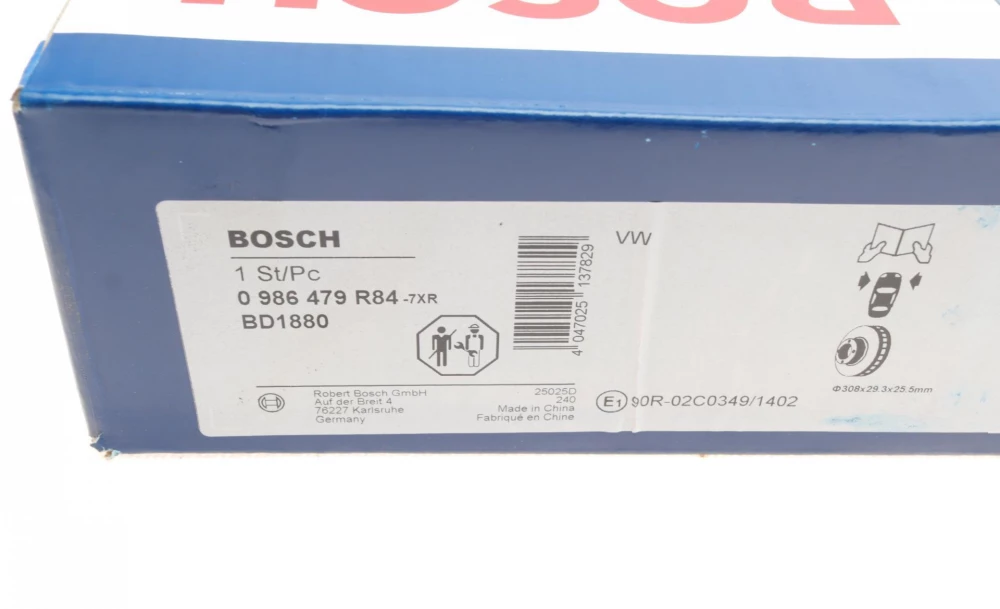 BOSCH
BOSCH
1 St/Pc
0 986 479 R84 -7XR
BD1880
4 047025 137829
VW
Φ308x29.3x25.5mm
Robert Bosch GmbH
Auf der Breit 4
76227 Karlsruhe
Germany
25025D
240
Made in China
Fabriqué en Chine
E1 90R-02C0349/1402